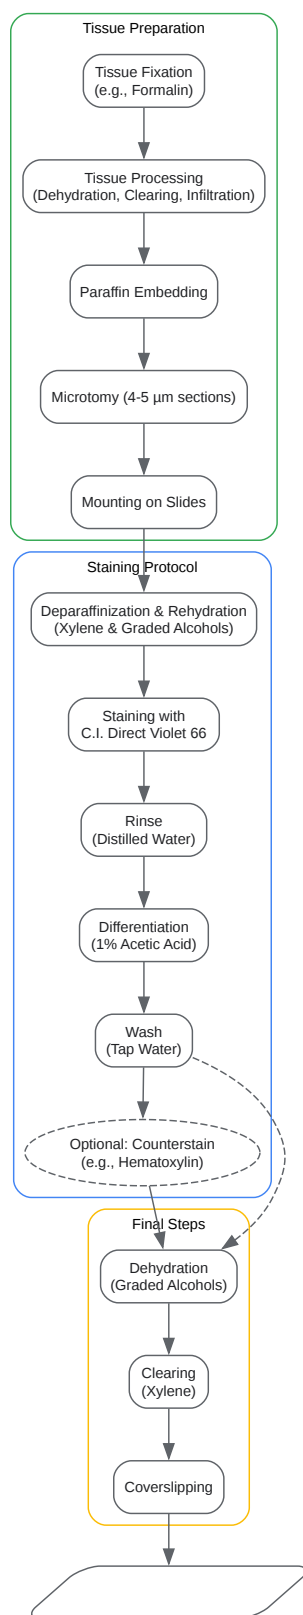 Tissue Preparation
Tissue Fixation
(e.g., Formalin)
Tissue Processing
(Dehydration, Clearing, Infiltration)
Paraffin Embedding
Microtomy (4-5 µm sections)
Mounting on Slides
Staining Protocol
Deparaffinization & Rehydration
(Xylene & Graded Alcohols)
Staining with
C.I. Direct Violet 66
Rinse
(Distilled Water)
Differentiation
(1% Acetic Acid)
Wash
(Tap Water)
Optional: Counterstain
(e.g., Hematoxylin)
Final Steps
Dehydration
(Graded Alcohols)
Clearing
(Xylene)
Coverslipping